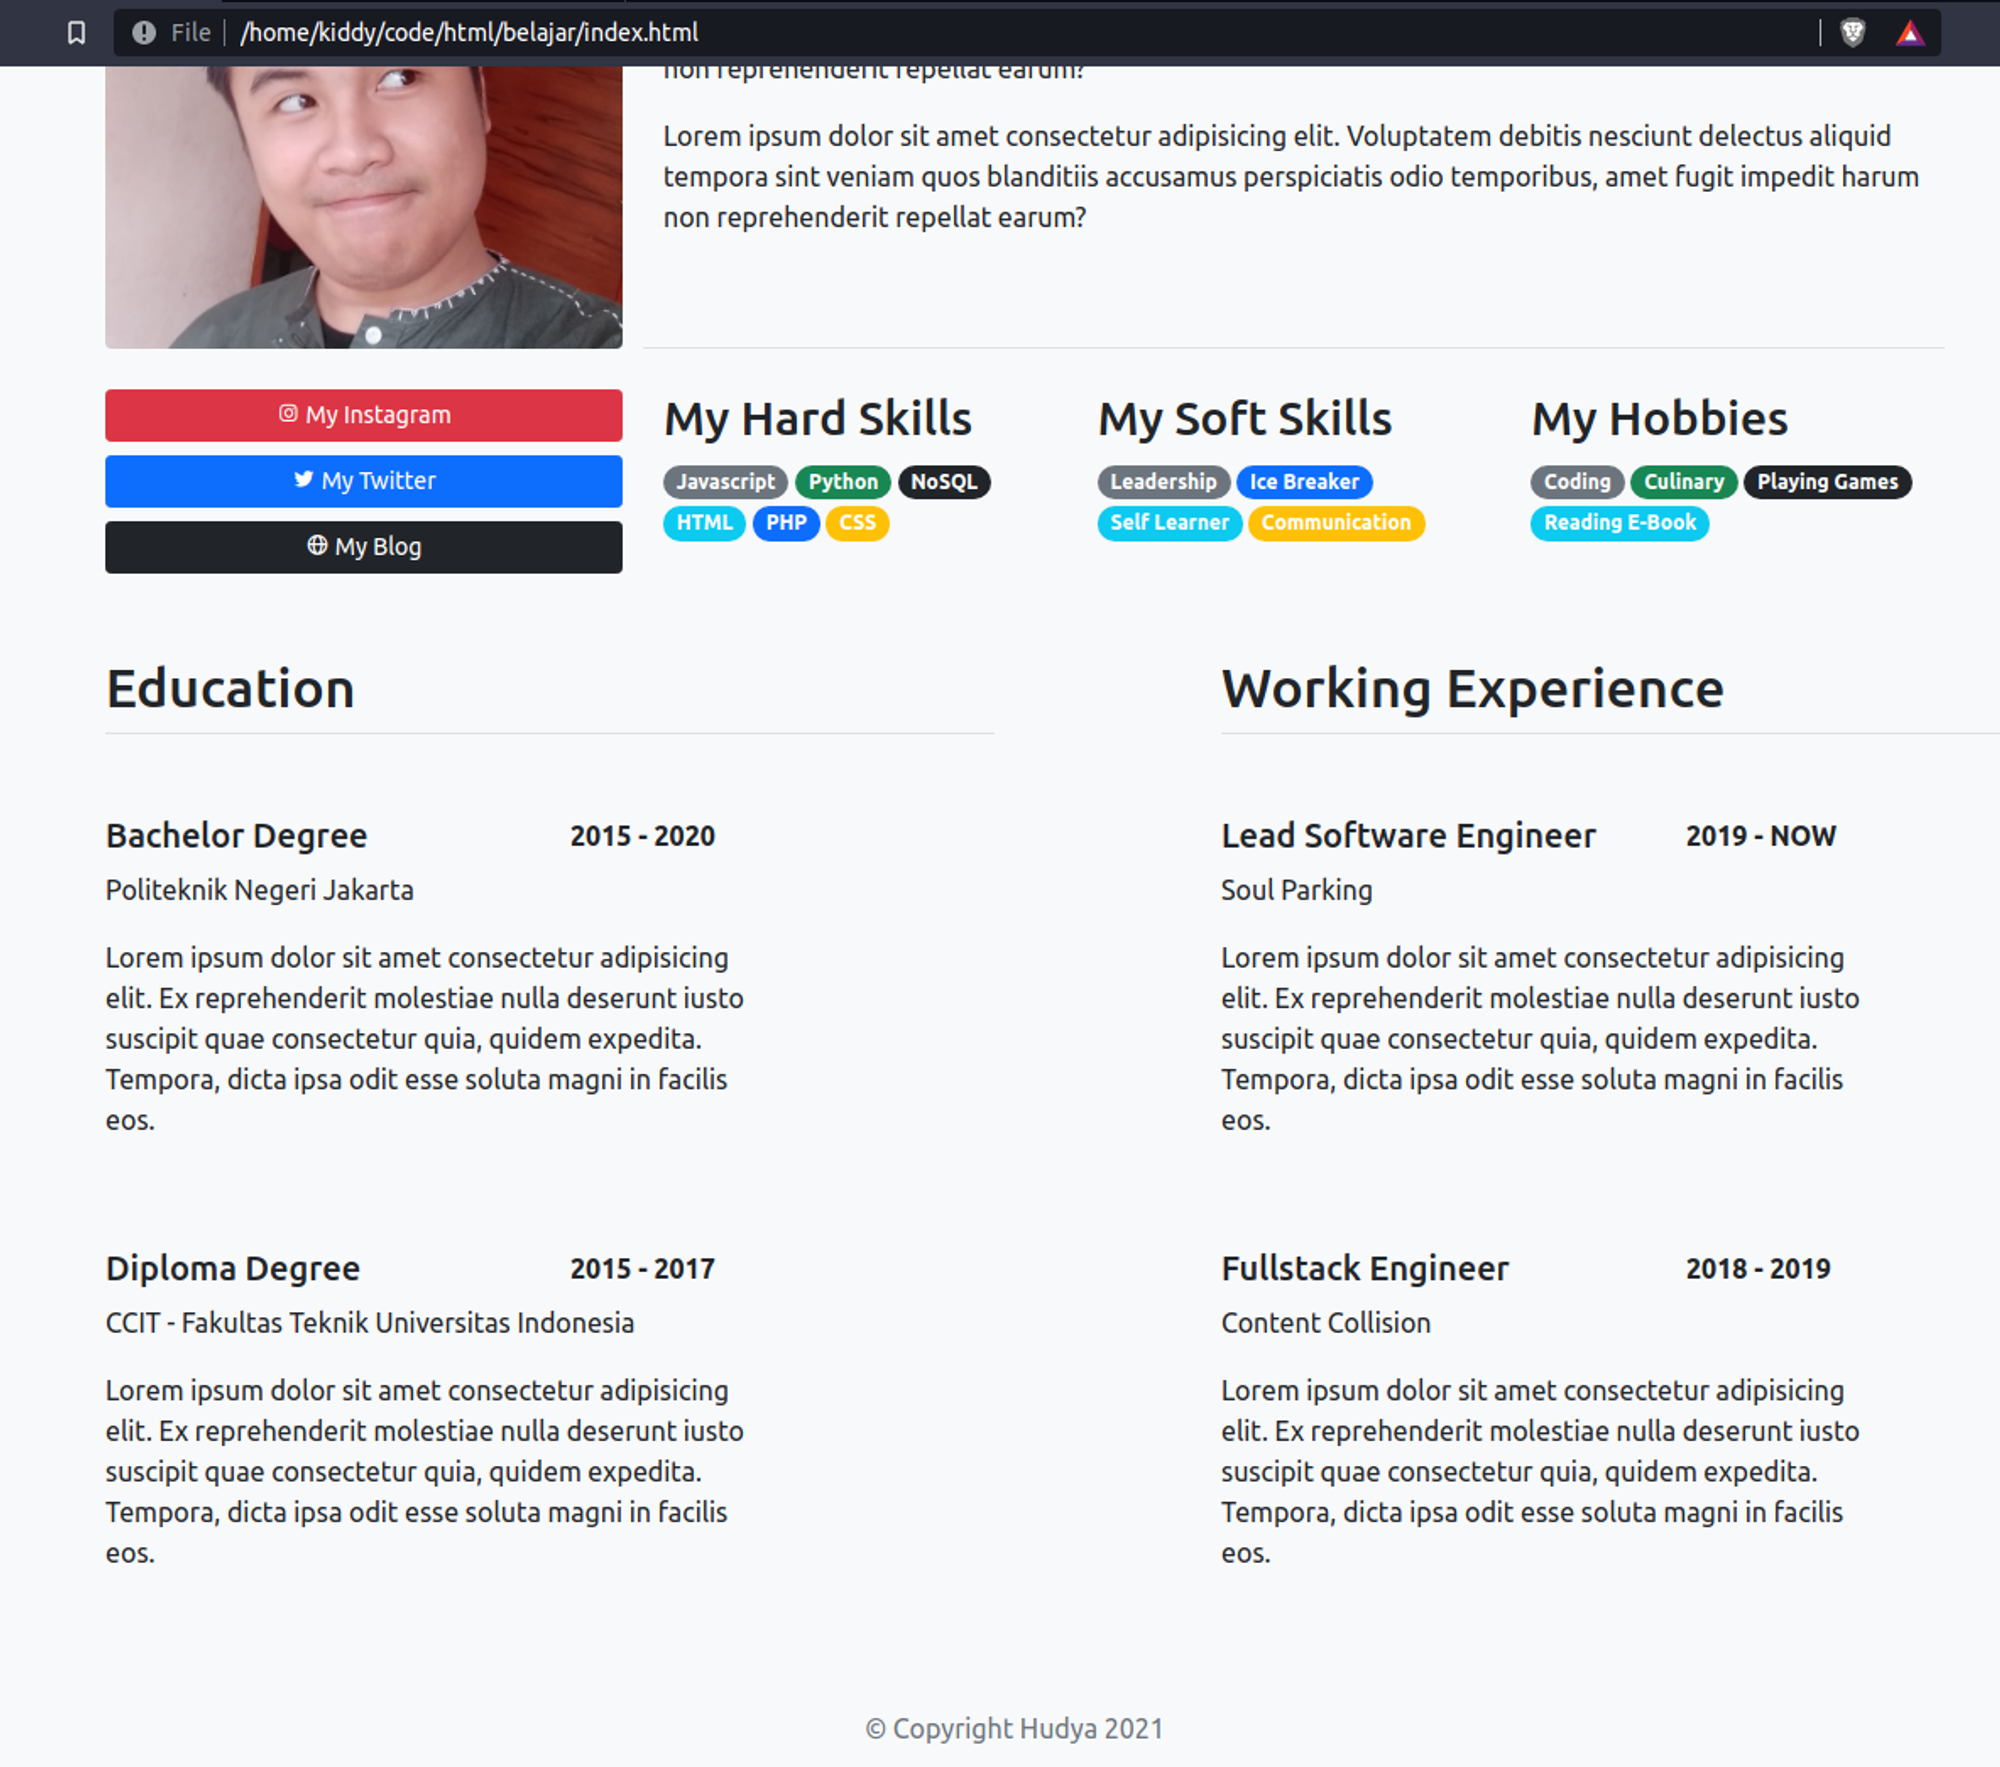 File /home/kiddy/code/html/belajar/index.html
non reprehenderit repellat earum?
Lorem ipsum dolor sit amet consectetur adipisicing elit. Voluptatem debitis nesciunt delectus aliquid
tempora sint veniam quos blanditiis accusamus perspiciatis odio temporibus, amet fugit impedit harum
non reprehenderit repellat earum?
My Instagram
My Twitter
My Blog
My Hard Skills
Javascript Python NoSQL
HTML PHP CSS
My Soft Skills
Leadership Ice Breaker
Self Learner Communication
My Hobbies
Coding Culinary Playing Games
Reading E-Book
Education
Bachelor Degree 2015 - 2020
Politeknik Negeri Jakarta
Lorem ipsum dolor sit amet consectetur adipisicing
elit. Ex reprehenderit molestiae nulla deserunt iusto
suscipit quae consectetur quia, quidem expedita.
Tempora, dicta ipsa odit esse soluta magni in facilis
eos.
Diploma Degree 2015 - 2017
CCIT - Fakultas Teknik Universitas Indonesia
Lorem ipsum dolor sit amet consectetur adipisicing
elit. Ex reprehenderit molestiae nulla deserunt iusto
suscipit quae consectetur quia, quidem expedita.
Tempora, dicta ipsa odit esse soluta magni in facilis
eos.
Working Experience
Lead Software Engineer 2019 - NOW
Soul Parking
Lorem ipsum dolor sit amet consectetur adipisicing
elit. Ex reprehenderit molestiae nulla deserunt iusto
suscipit quae consectetur quia, quidem expedita.
Tempora, dicta ipsa odit esse soluta magni in facilis
eos.
Fullstack Engineer 2018 - 2019
Content Collision
Lorem ipsum dolor sit amet consectetur adipisicing
elit. Ex reprehenderit molestiae nulla deserunt iusto
suscipit quae consectetur quia, quidem expedita.
Tempora, dicta ipsa odit esse soluta magni in facilis
eos.
© Copyright Hudya 2021